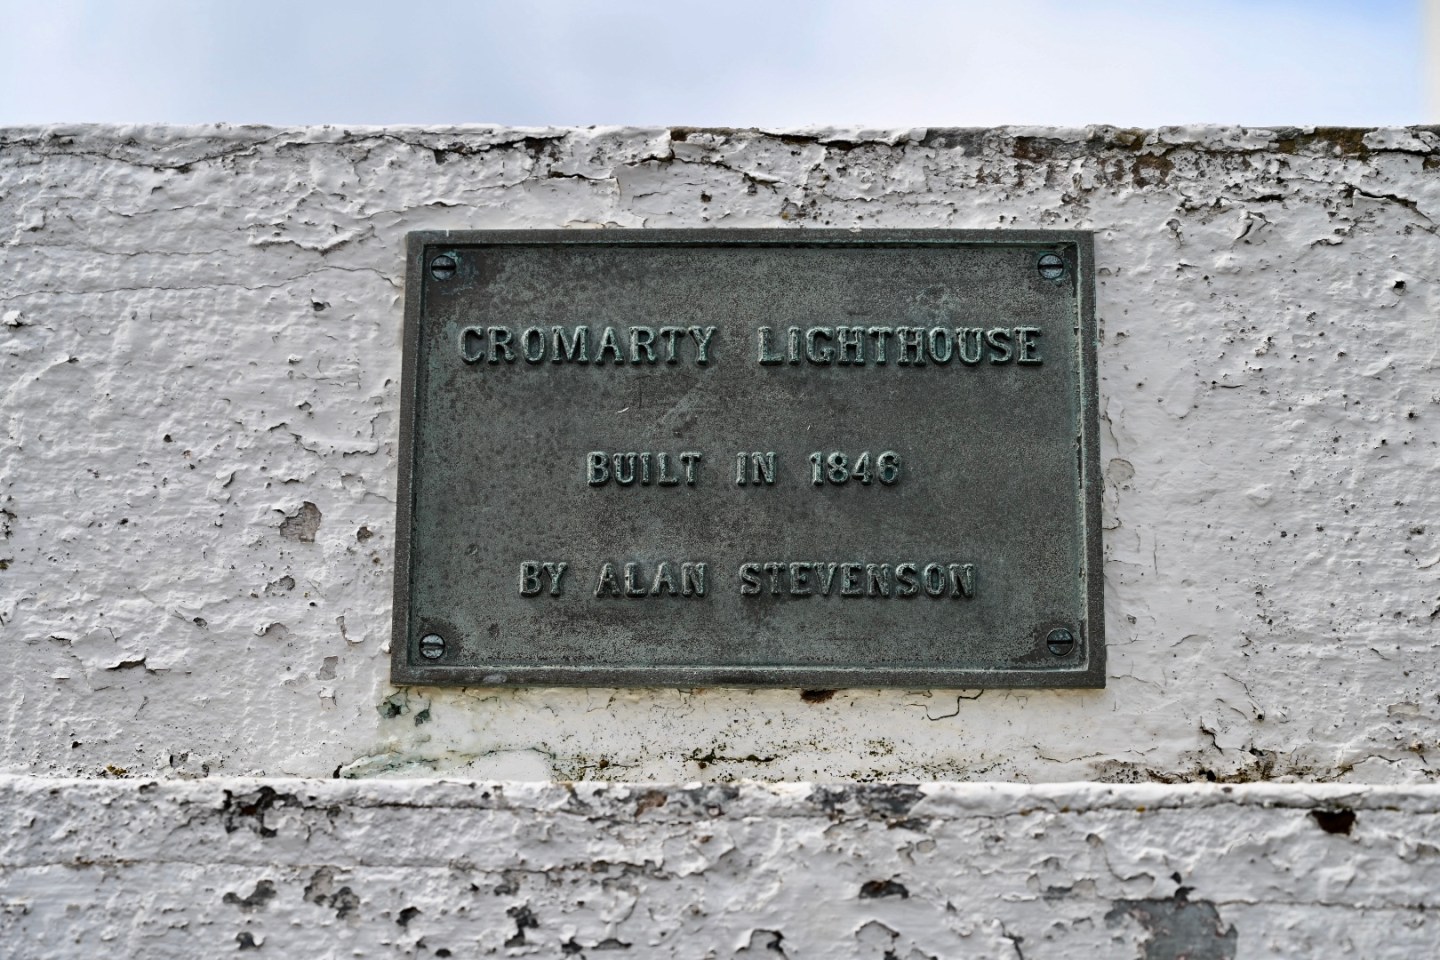 CROMARTY LIGHTHOUSE
BUILT IN 1846
BY ALAN STEVENSON